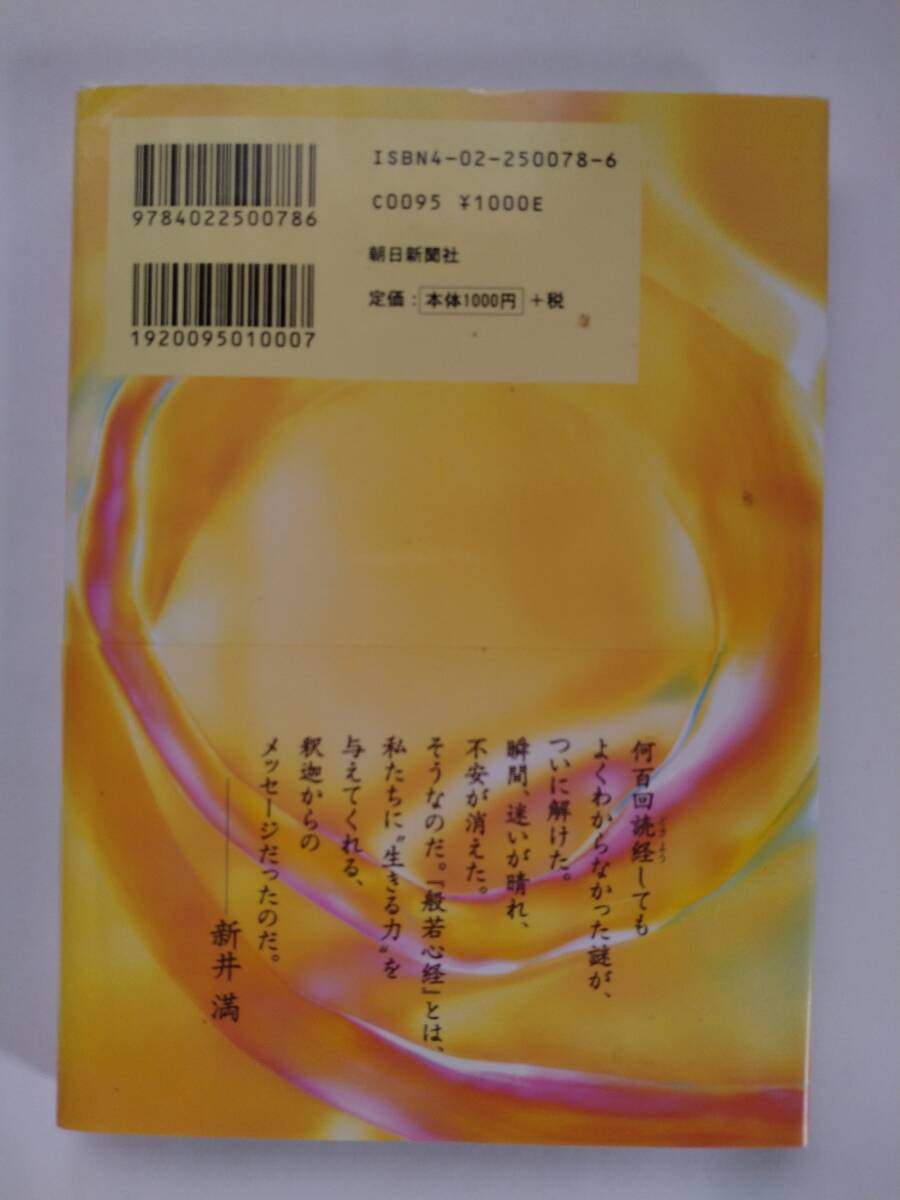 9784022500786
ISBN4-02-250078-6
C0095 ¥1000E
朝日新聞社
定価：本体1000円 +税
1920095010007
何百回読経しても
どきょう
よくわからなかった謎が、
ついに解けた。
瞬間、迷いが晴れ、
不安が消えた。
そうなのだ。『般若心経』とは、
私たちに〝生きる力〟を
与えてくれる、
釈迦からの
メッセージだったのだ。
——新井 満